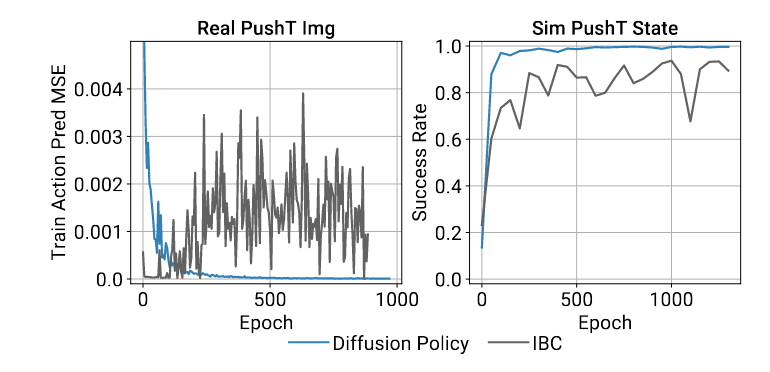 Real PushT Img
Train Action Pred MSE
0.004
0.003
0.002
0.001
0.0
0
500
1000
Epoch
Sim PushT State
Success Rate
1.0
0.8
0.6
0.4
0.2
0.0
0
500
1000
Epoch
Diffusion Policy
IBC